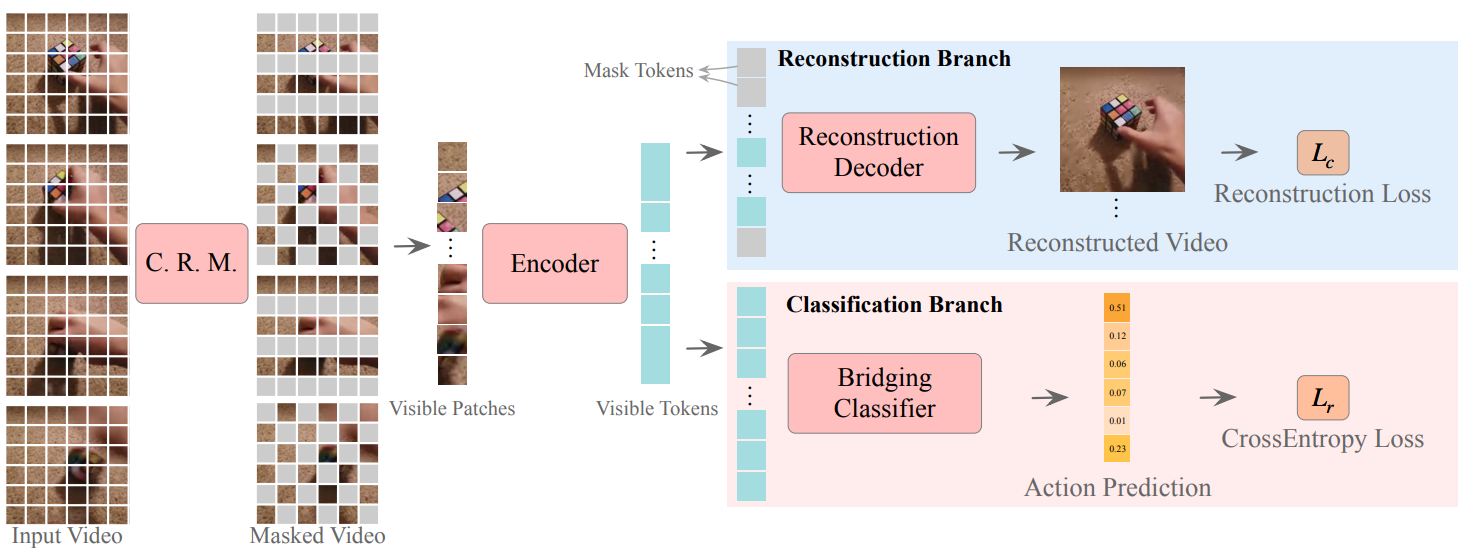 Input Video
C. R. M.
Masked Video
Visible Patches
Encoder
Visible Tokens
Mask Tokens
Reconstruction Branch
Reconstruction
Decoder
Reconstructed Video
Lc
Reconstruction Loss
Classification Branch
Bridging
Classifier
0.51
0.12
0.06
0.07
0.01
0.23
Action Prediction
Lr
CrossEntropy Loss